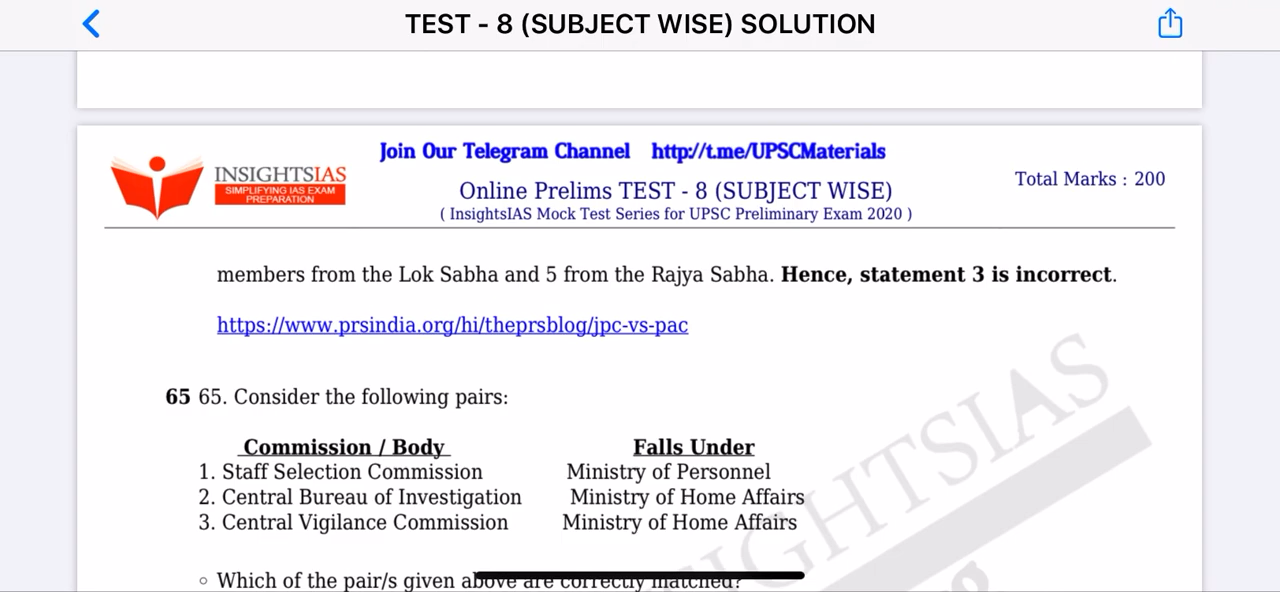 TEST - 8 (SUBJECT WISE) SOLUTION
Join Our Telegram Channel http://t.me/UPSCMaterials
INSIGHTSIAS
SIMPLIFYING IAS EXAM
PREPARATION
Online Prelims TEST - 8 (SUBJECT WISE)
( InsightsIAS Mock Test Series for UPSC Preliminary Exam 2020 )
Total Marks : 200
members from the Lok Sabha and 5 from the Rajya Sabha. Hence, statement 3 is incorrect.
https://www.prsindia.org/hi/theprsblog/jpc-vs-pac
65 65. Consider the following pairs:
Commission / Body Falls Under
1. Staff Selection Commission Ministry of Personnel
2. Central Bureau of Investigation Ministry of Home Affairs
3. Central Vigilance Commission Ministry of Home Affairs
Which of the pair/s given above are correctly matched?
NSIGHTSIAS